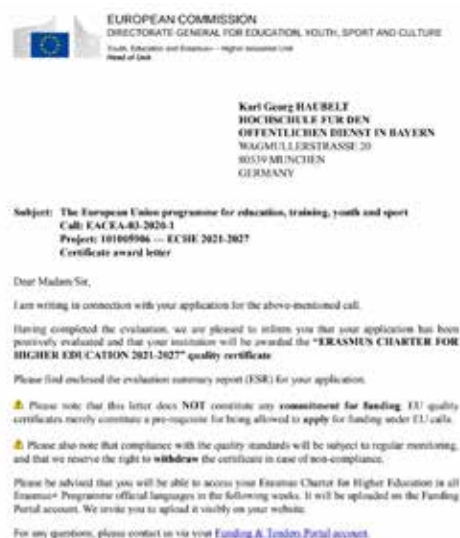 EUROPEAN COMMISSION
DIRECTORATE-GENERAL FOR EDUCATION, YOUTH, SPORT AND CULTURE
Youth, Education and Erasmus+ - Higher Education Unit
Head of Unit
Karl Georg HAUBELT
HOCHSCHULE FUR DEN
OFFENTLICHEN DIENST IN BAYERN
WAGMULLERSTRASSE 20
80539 MUNCHEN
GERMANY
Subject: The European Union programme for education, training, youth and sport
Call: EACEA-03-2020-1
Project: 101005906 — ECHE 2021-2027
Certificate award letter
Dear Madam/Sir,
I am writing in connection with your application for the above-mentioned call.
Having completed the evaluation, we are pleased to inform you that your application has been
positively evaluated and that your institution will be awarded the “ERASMUS CHARTER FOR
HIGHER EDUCATION 2021-2027” quality certificate
Please find enclosed the evaluation summary report (ESR) for your application.
Please note that this letter does NOT constitute any commitment for funding. EU quality
certificates merely constitute a pre-requisite for being allowed to apply for funding under EU calls.
Please also note that compliance with the quality standards will be subject to regular monitoring,
and that we reserve the right to withdraw the certificate in case of non-compliance.
Please be advised that you will be able to access your Erasmus Charter for Higher Education in all
Erasmus+ Programme official languages in the following weeks. It will be uploaded on the Funding
Portal account. We invite you to upload it visibly on your website.
For any questions, please contact us via your Funding & Tenders Portal account.